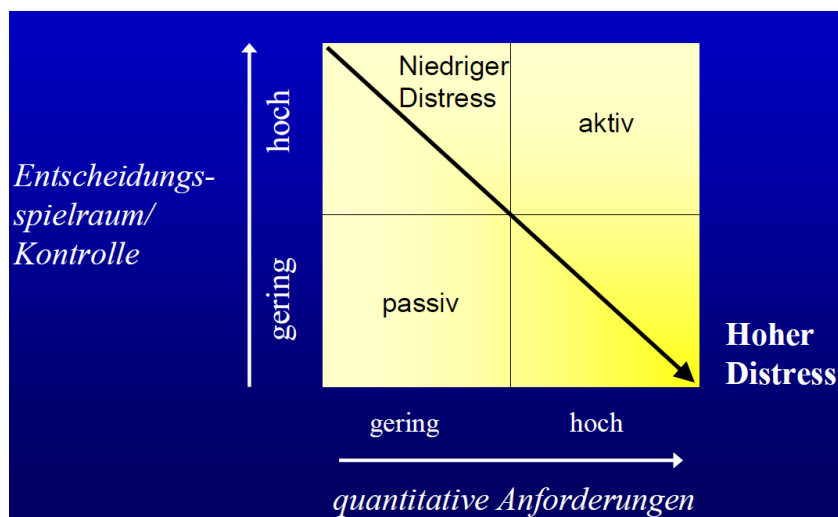 Niedriger
Distress
aktiv
hoch
Entscheidungs-
spielraum/
Kontrolle
gering
passiv
Hoher
Distress
gering
hoch
quantitative Anforderungen